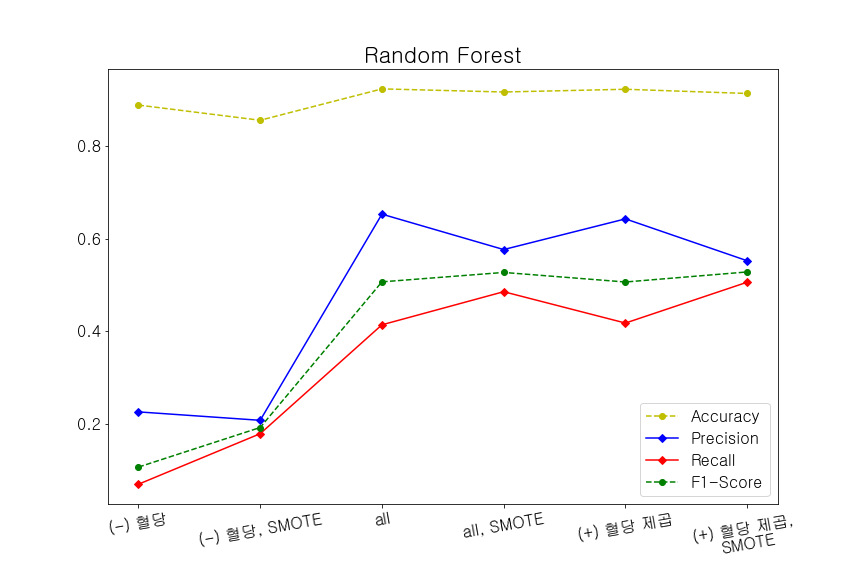 Random Forest
0.8
0.6
0.4
0.2
Accuracy
Precision
Recall
F1-Score
(-) 혈당
(-) 혈당, SMOTE
all
all, SMOTE
(+) 혈당 제곱
(+) 혈당 제곱,
SMOTE